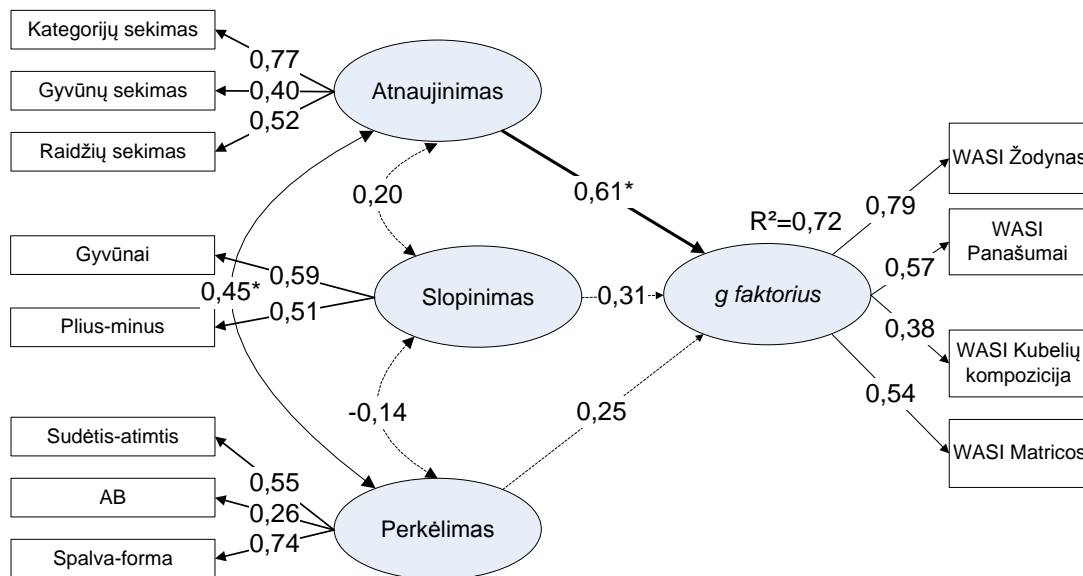 Kategorijų sekimas
0,77
Gyvūnų sekimas
0,40
Raidžių sekimas
0,52
Atnaujinimas
0,20
0,61*
R²=0,72
WASI Žodynas
0,79
WASI
Panašumai
0,57
Gyvūnai
0,59
0,45*
Plius-minus
0,51
Slopinimas
0,31
g faktorius
0,38
WASI Kubelių
kompozicija
0,54
WASI Matricos
-0,14
0,25
Sudėtis-atimtis
0,55
AB
0,26
Spalva-forma
0,74
Perkėlimas